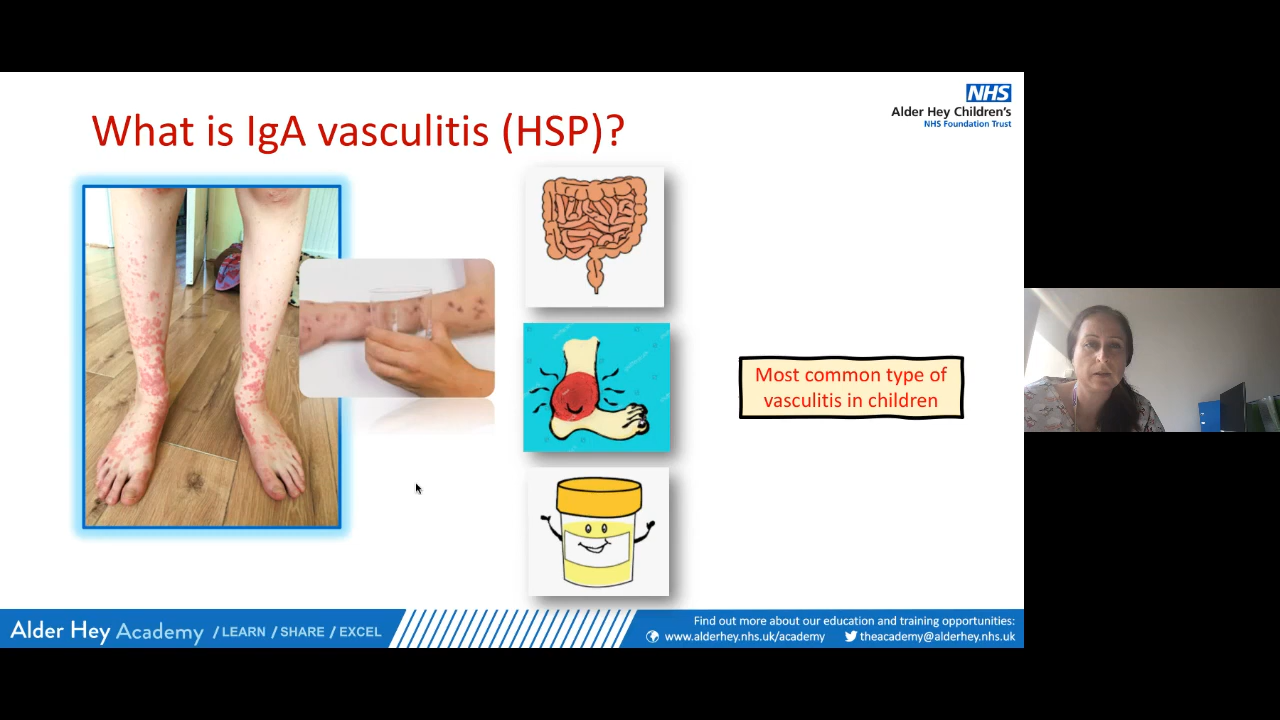 NHS
Alder Hey Children's
NHS Foundation Trust
What is IgA vasculitis (HSP)?
Most common type of
vasculitis in children
Alder Hey Academy / LEARN / SHARE / EXCEL
Find out more about our education and training opportunities:
www.alderhey.nhs.uk/academy theacademy@alderhey.nhs.uk